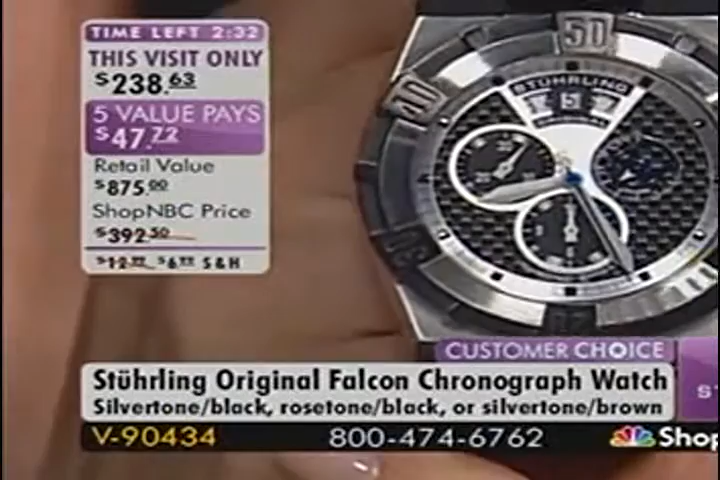 TIME LEFT 2:32
THIS VISIT ONLY
$238.63
5 VALUE PAYS
$47.72
Retail Value
$875.00
ShopNBC Price
$392.50
S&H
50
40
STÜHRLING
CUSTOMER CHOICE
Stührling Original Falcon Chronograph Watch
Silvertone/black, rosetone/black, or silvertone/brown
V-90434
800-474-6762
Shop